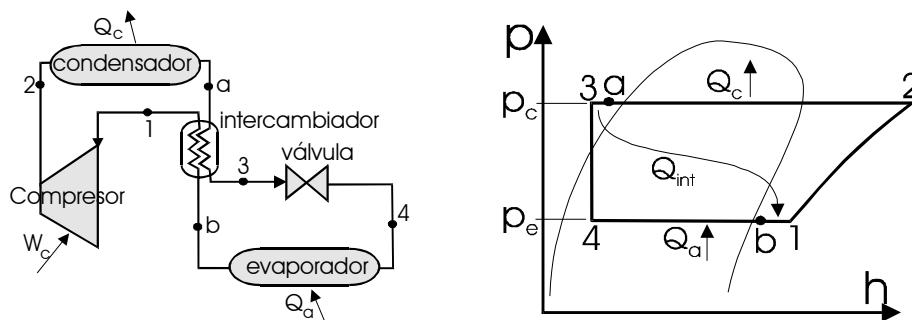 Q_c
condensador
2
a
1
intercambiador
3
válvula
Compresor
b
4
W_c
evaporador
Q_a
p
3 a
Q_c
2
p_c
Q_int
p_e
4
Q_a
b 1
h